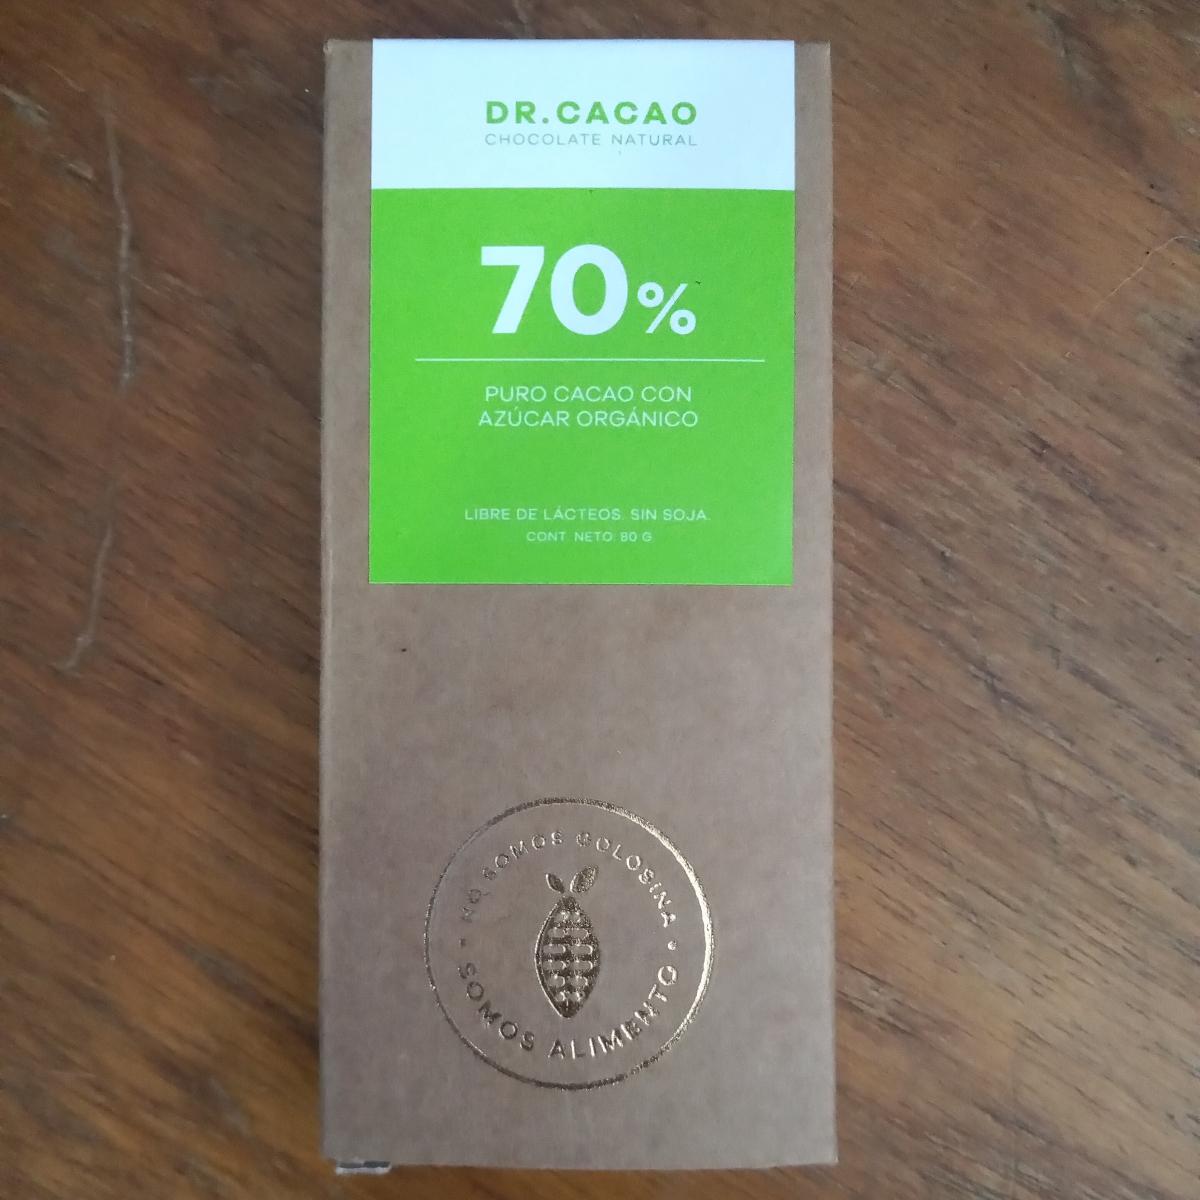 DR.CACAO
CHOCOLATE NATURAL
70%
PURO CACAO CON
AZÚCAR ORGÁNICO
LIBRE DE LÁCTEOS. SIN SOJA.
CONT. NETO: 80 G
NO SOMOS GOLOSINA
• SOMOS ALIMENTO •